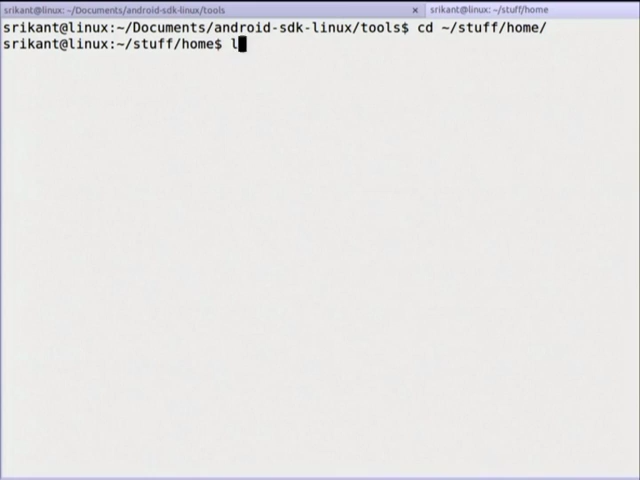 srikant@linux: ~/Documents/android-sdk-linux/tools × srikant@linux: ~/stuff/home
srikant@linux:~/Documents/android-sdk-linux/tools$ cd ~/stuff/home/
srikant@linux:~/stuff/home$ l